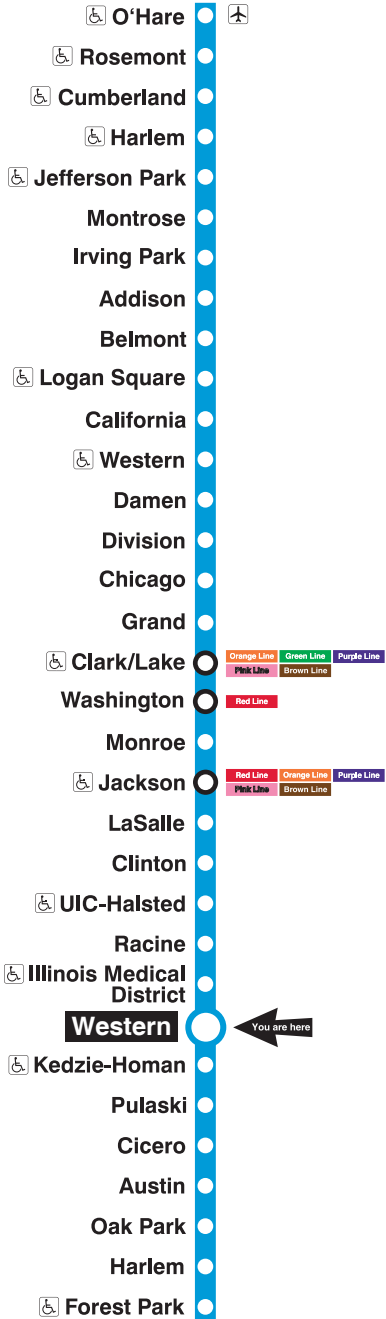 O‘Hare
Rosemont
Cumberland
Harlem
Jefferson Park
Montrose
Irving Park
Addison
Belmont
Logan Square
California
Western
Damen
Division
Chicago
Grand
Clark/Lake
Orange Line Green Line Purple Line
Pink Line Brown Line
Washington
Red Line
Monroe
Jackson
Red Line Orange Line Purple Line
Pink Line Brown Line
LaSalle
Clinton
UIC-Halsted
Racine
Illinois Medical
District
Western
You are here
Kedzie-Homan
Pulaski
Cicero
Austin
Oak Park
Harlem
Forest Park